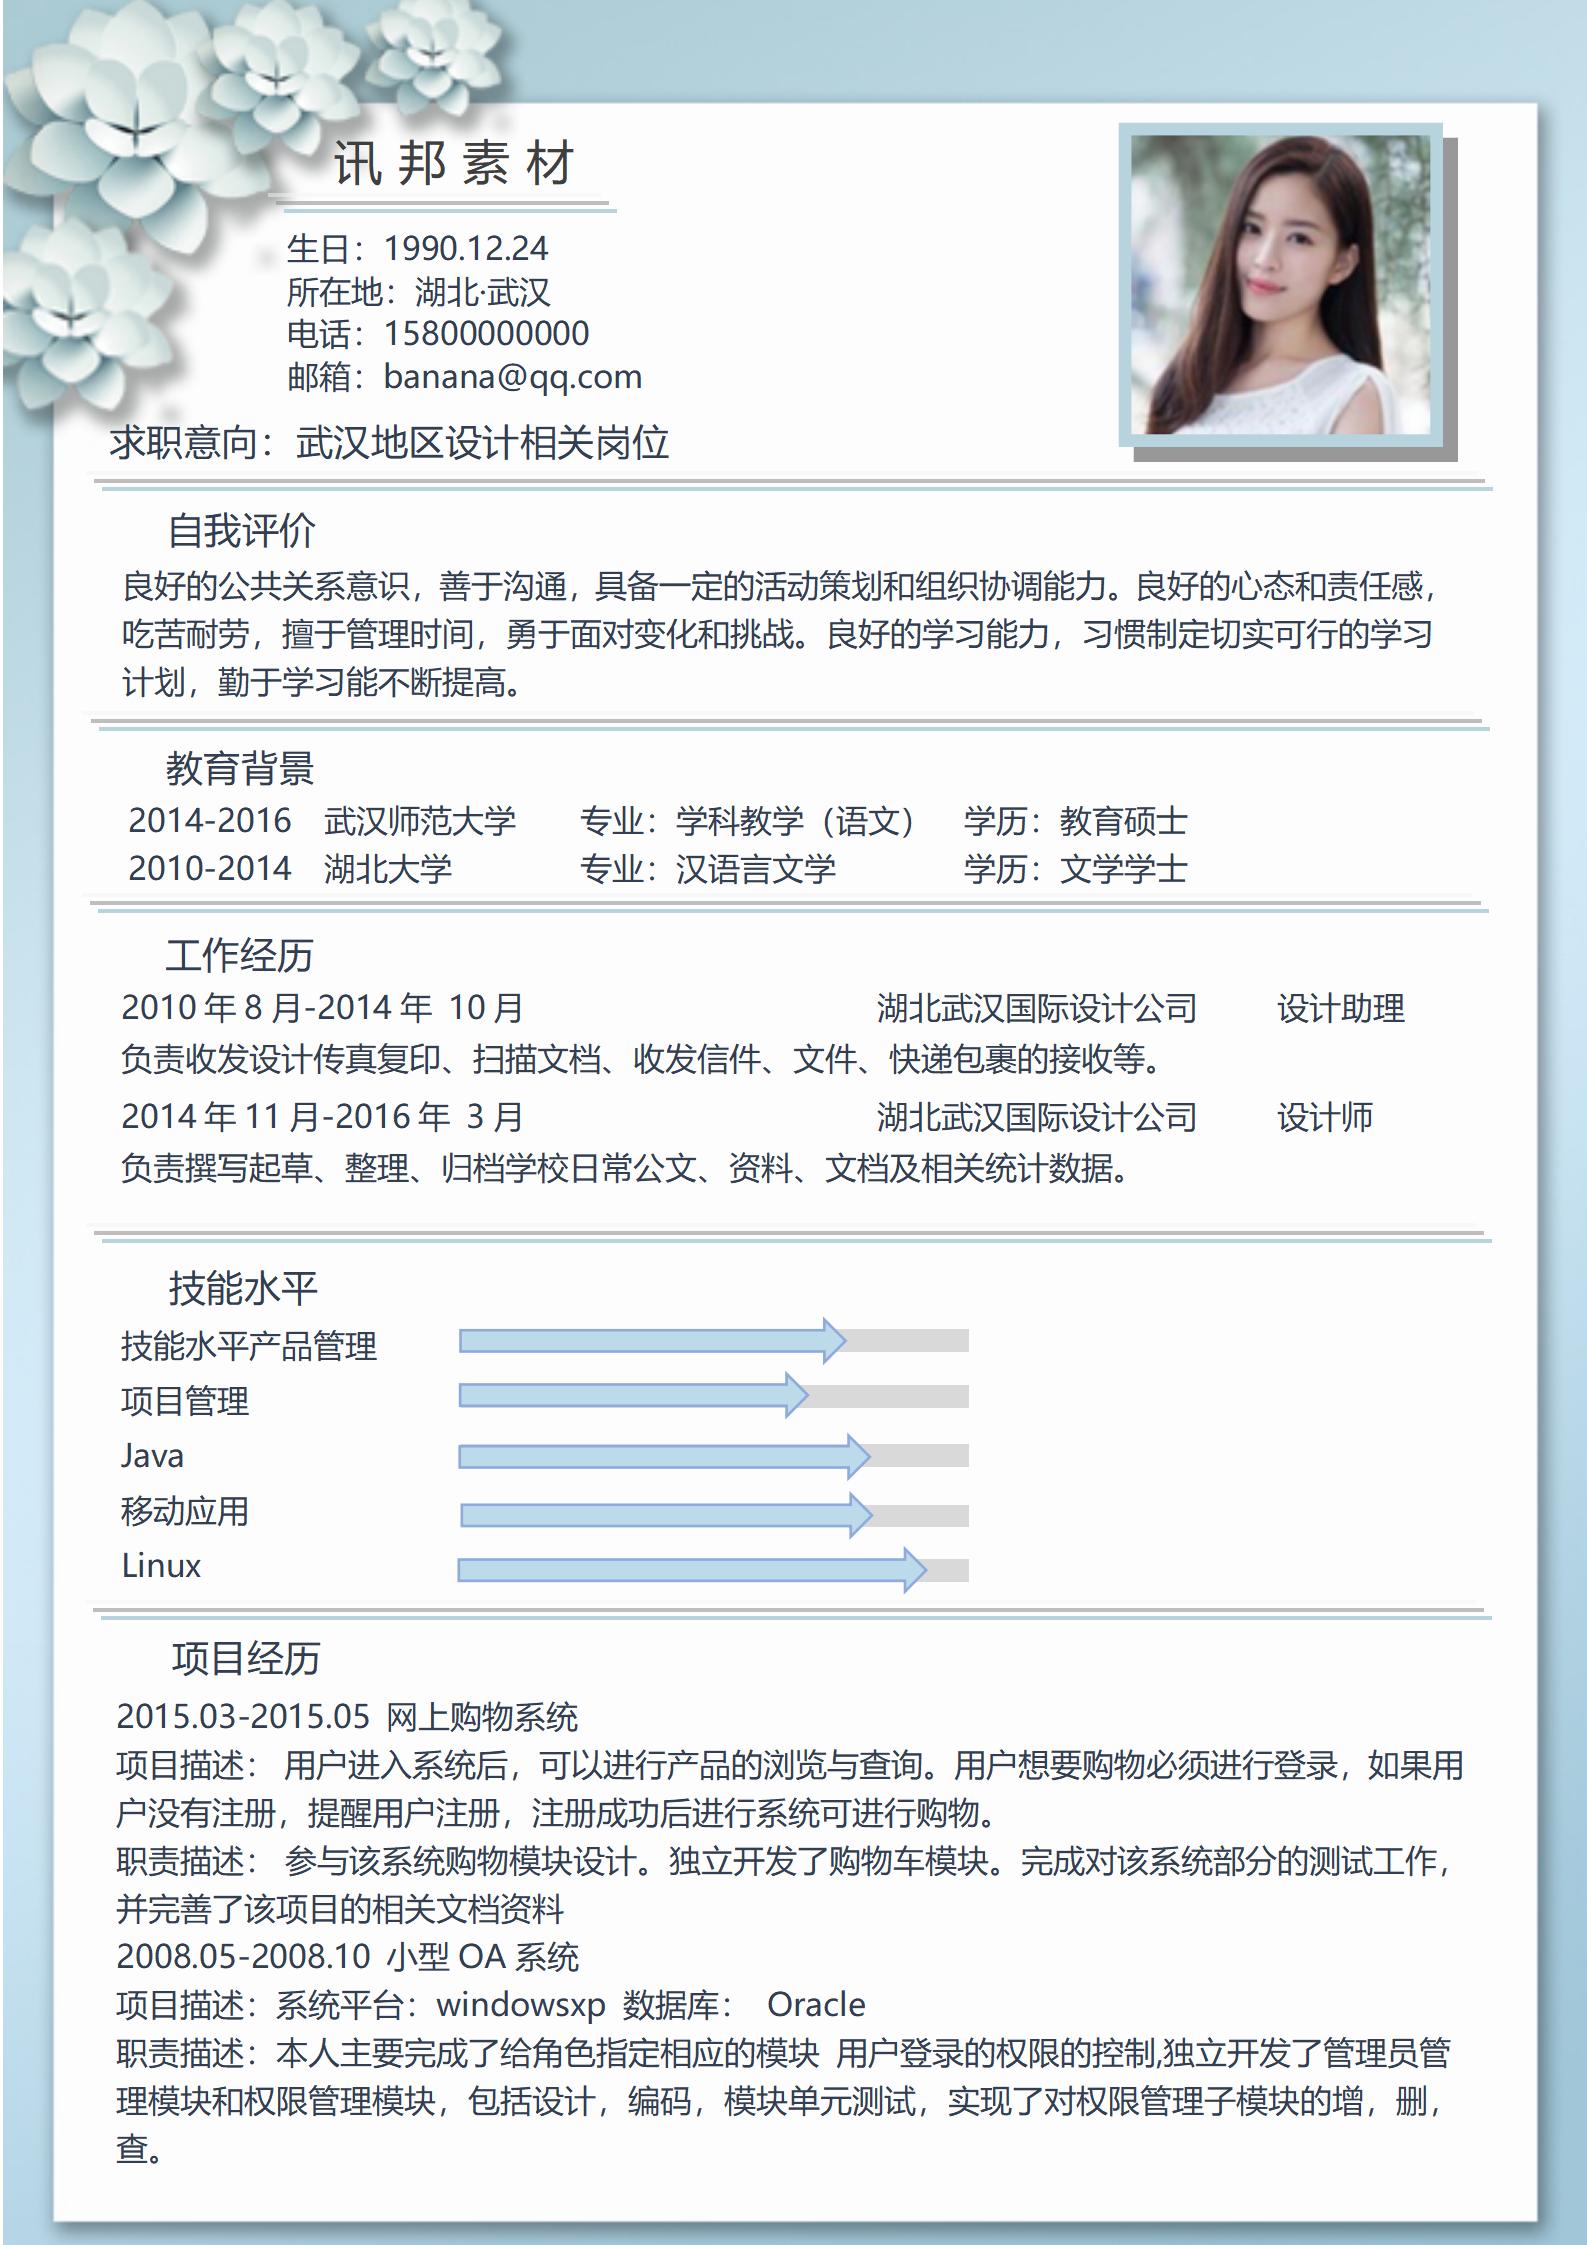 讯邦素材
生日：1990.12.24
所在地：湖北·武汉
电话：15800000000
邮箱：banana@qq.com
求职意向：武汉地区设计相关岗位
自我评价
良好的公共关系意识，善于沟通，具备一定的活动策划和组织协调能力。良好的心态和责任感，
吃苦耐劳，擅于管理时间，勇于面对变化和挑战。良好的学习能力，习惯制定切实可行的学习
计划，勤于学习能不断提高。
教育背景
2014-2016 武汉师范大学 专业：学科教学（语文） 学历：教育硕士
2010-2014 湖北大学 专业：汉语言文学 学历：文学学士
工作经历
2010年8月-2014年 10月 湖北武汉国际设计公司 设计助理
负责收发设计传真复印、扫描文档、收发信件、文件、快递包裹的接收等。
2014年11月-2016年 3月 湖北武汉国际设计公司 设计师
负责撰写起草、整理、归档学校日常公文、资料、文档及相关统计数据。
技能水平
技能水平产品管理
项目管理
Java
移动应用
Linux
项目经历
2015.03-2015.05 网上购物系统
项目描述： 用户进入系统后，可以进行产品的浏览与查询。用户想要购物必须进行登录，如果用
户没有注册，提醒用户注册，注册成功后进行系统可进行购物。
职责描述： 参与该系统购物模块设计。独立开发了购物车模块。完成对该系统部分的测试工作，
并完善了该项目的相关文档资料
2008.05-2008.10 小型OA系统
项目描述：系统平台：windowsxp 数据库： Oracle
职责描述：本人主要完成了给角色指定相应的模块 用户登录的权限的控制,独立开发了管理员管
理模块和权限管理模块，包括设计，编码，模块单元测试，实现了对权限管理子模块的增，删，
查。